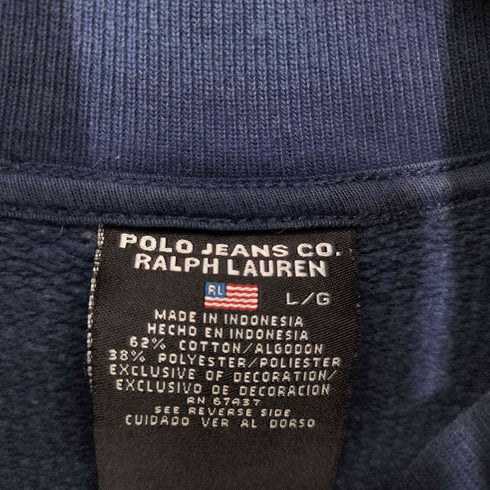 POLO JEANS CO.
RALPH LAUREN
RL
L/G
MADE IN INDONESIA
HECHO EN INDONESIA
62% COTTON/ALGODON
38% POLYESTER/POLIESTER
EXCLUSIVE OF DECORATION/
EXCLUSIVO DE DECORACION
RN 67437
SEE REVERSE SIDE
CUIDADO VER AL DORSO